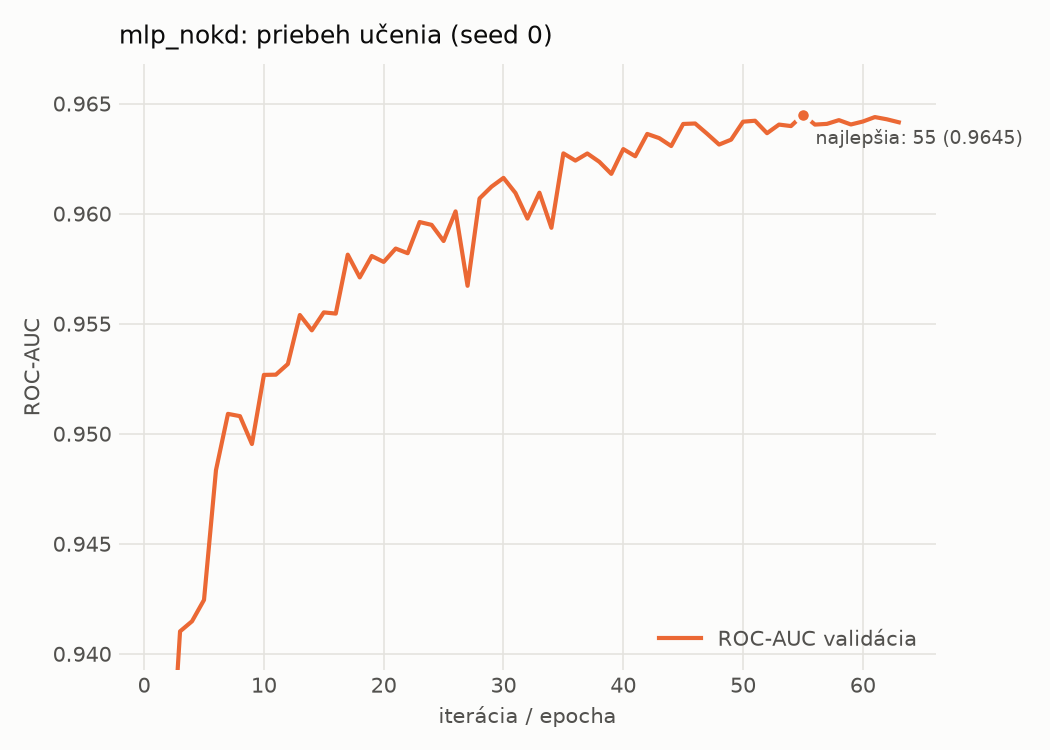 mlp_nokd: priebeh učenia (seed 0)
0.965
najlepšia: 55 (0.9645)
0.960
0.955
ROC-AUC
0.950
0.945
ROC-AUC validácia
0.940
0 10 20 30 40 50 60
iterácia / epocha